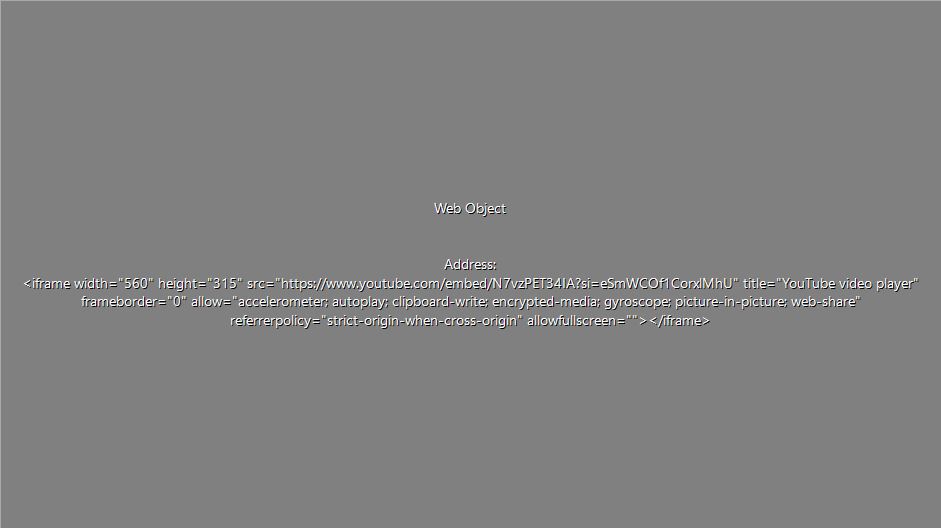 Web Object
Address:
<iframe width="560" height="315" src="https://www.youtube.com/embed/N7vzPET34IA?si=eSmWCOf1CorxlMhU" title="YouTube video player"
frameborder="0" allow="accelerometer; autoplay; clipboard-write; encrypted-media; gyroscope; picture-in-picture; web-share"
referrerpolicy="strict-origin-when-cross-origin" allowfullscreen=""></iframe>